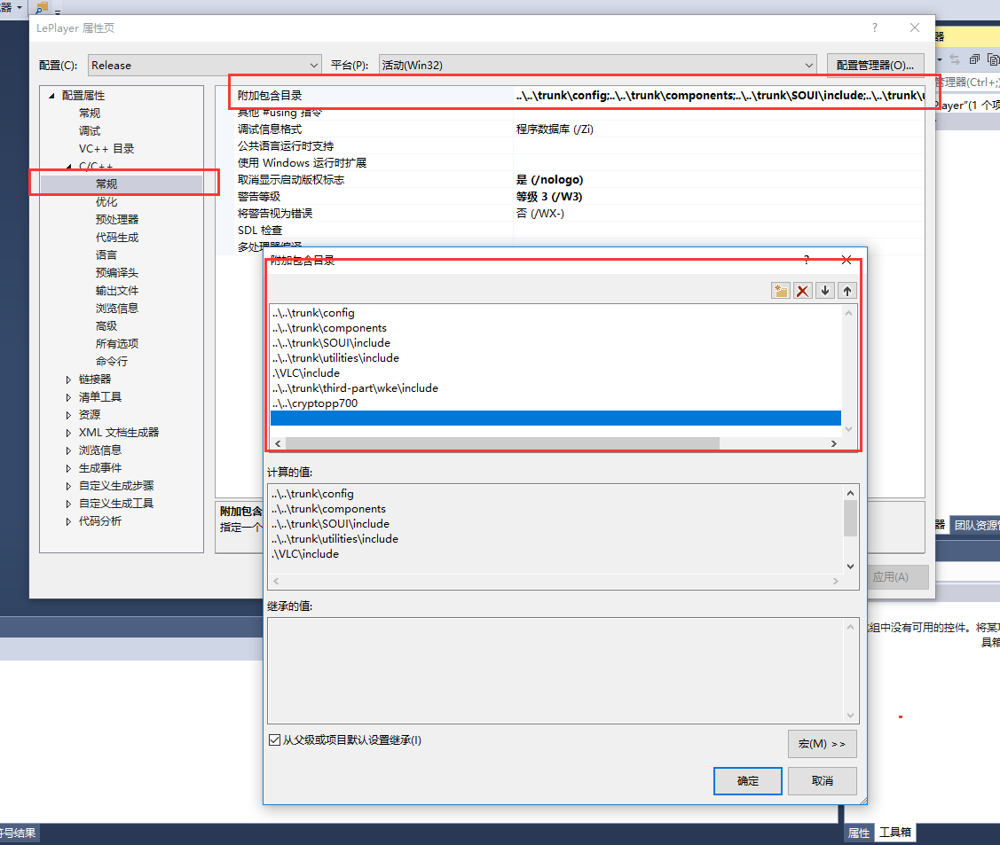 LePlayer 属性页
配置(C):
Release
平台(P):
活动(Win32)
配置管理器(O)...
配置属性
常规
调试
VC++ 目录
C/C++
常规
优化
预处理器
代码生成
语言
预编译头
输出文件
浏览信息
高级
所有选项
命令行
链接器
清单工具
资源
XML 文档生成器
浏览信息
生成事件
自定义生成步骤
自定义生成工具
代码分析
附加包含目录
..\..\trunk\config;..\..\trunk\components;..\..\trunk\SOUI\include;..\..\trunk\
其他 #using 指令
调试信息格式
程序数据库 (/Zi)
公共语言运行时支持
使用 Windows 运行时扩展
取消显示启动版权标志
是 (/nologo)
警告等级
等级 3 (/W3)
将警告视为错误
否 (/WX-)
SDL 检查
多处理器编译
附加包含目录
..\..\trunk\config
..\..\trunk\components
..\..\trunk\SOUI\include
..\..\trunk\utilities\include
.\VLC\include
..\..\trunk\third-part\wke\include
..\..\cryptopp700
计算的值:
..\..\trunk\config
..\..\trunk\components
..\..\trunk\SOUI\include
..\..\trunk\utilities\include
.\VLC\include
继承的值:
从父级或项目默认设置继承(I)
宏(M) >>
确定
取消
附加包含
指定一个
应用(A)
器
器
管理器(Ctrl+;)
Player"(1 个项
器
团队资源管
组中没有可用的控件。将某项
具箱
符号结果
属性
工具箱